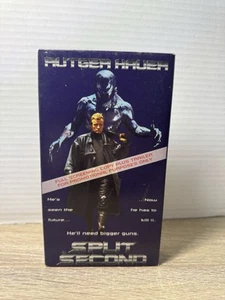 RUTGER HAUER
FULL SCREENING COPY PLUS TRAILER
FOR PROMOTIONAL PURPOSES ONLY
He's ... ...now
seen the he has to
future... kill it.
He'll need bigger guns.
SPLIT
SECOND